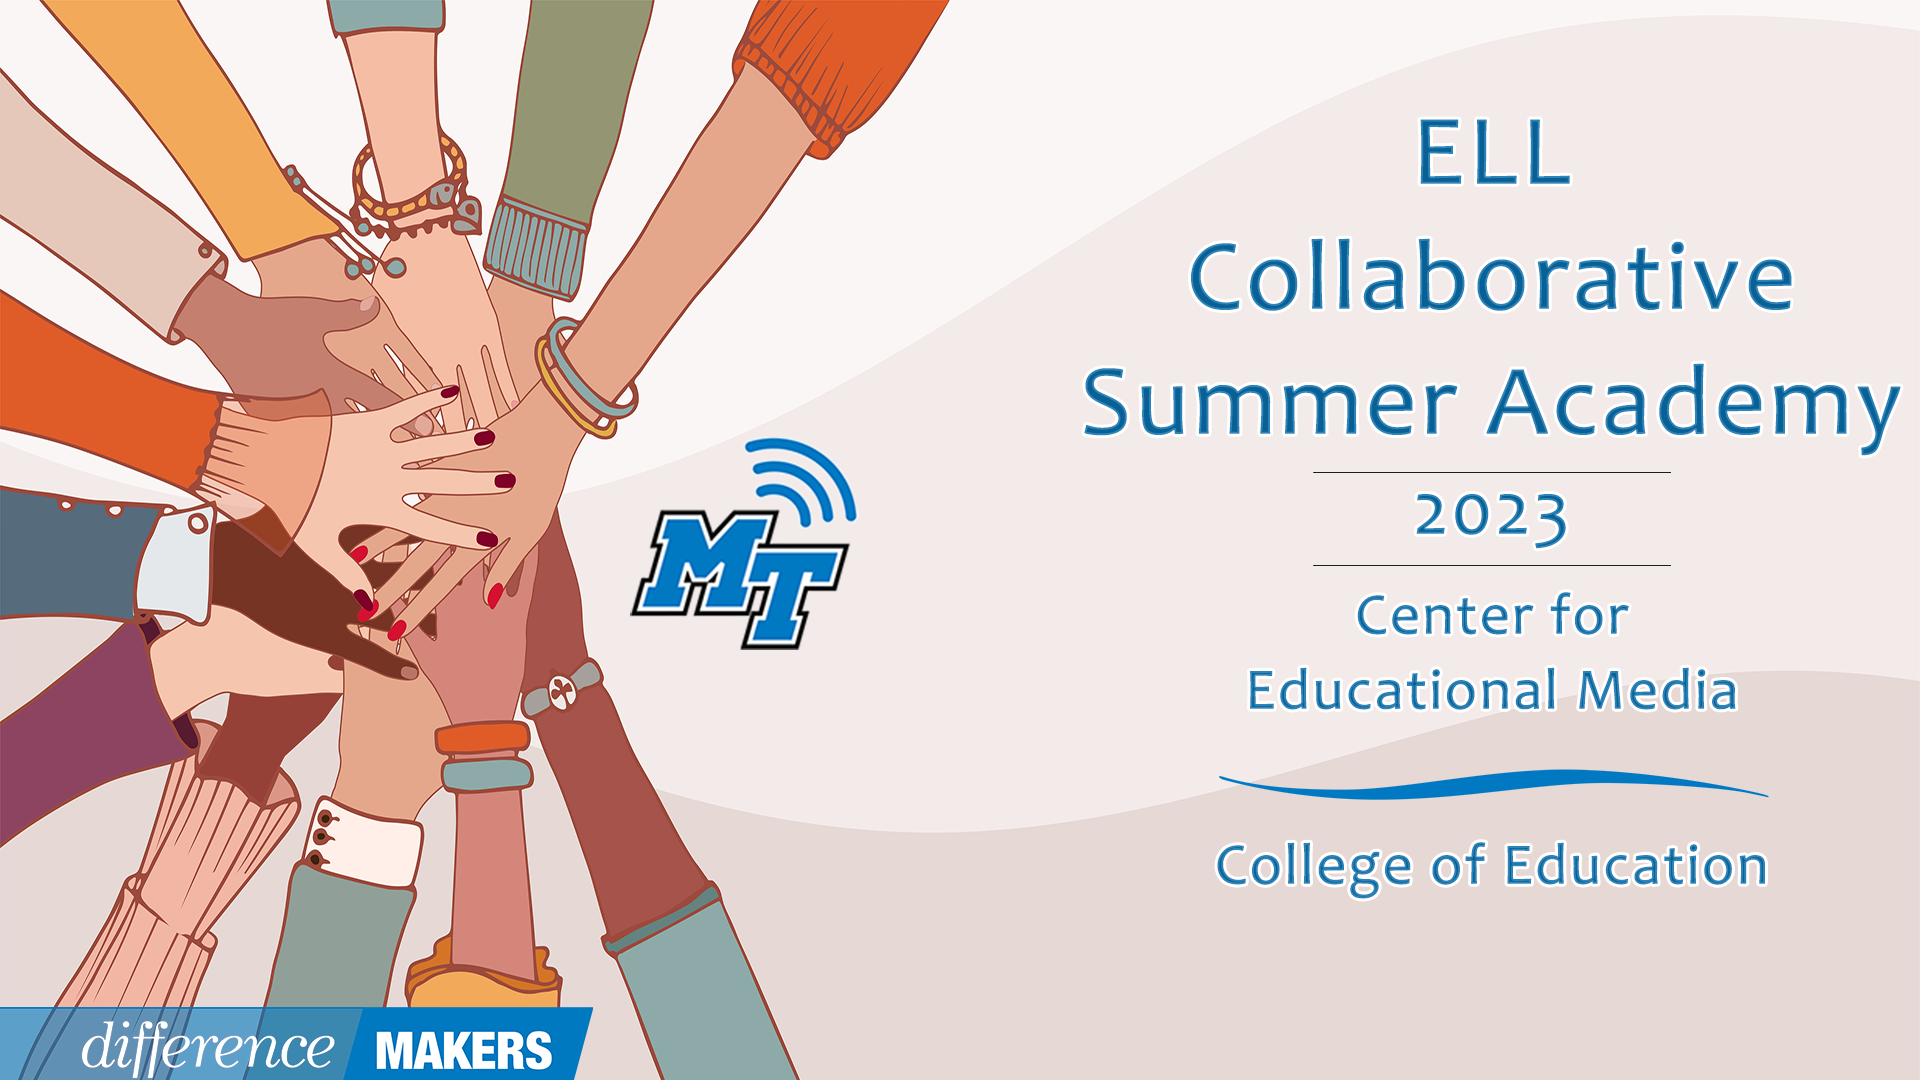 ELL
Collaborative
Summer Academy
2023
Center for
Educational Media
College of Education
MT
difference MAKERS